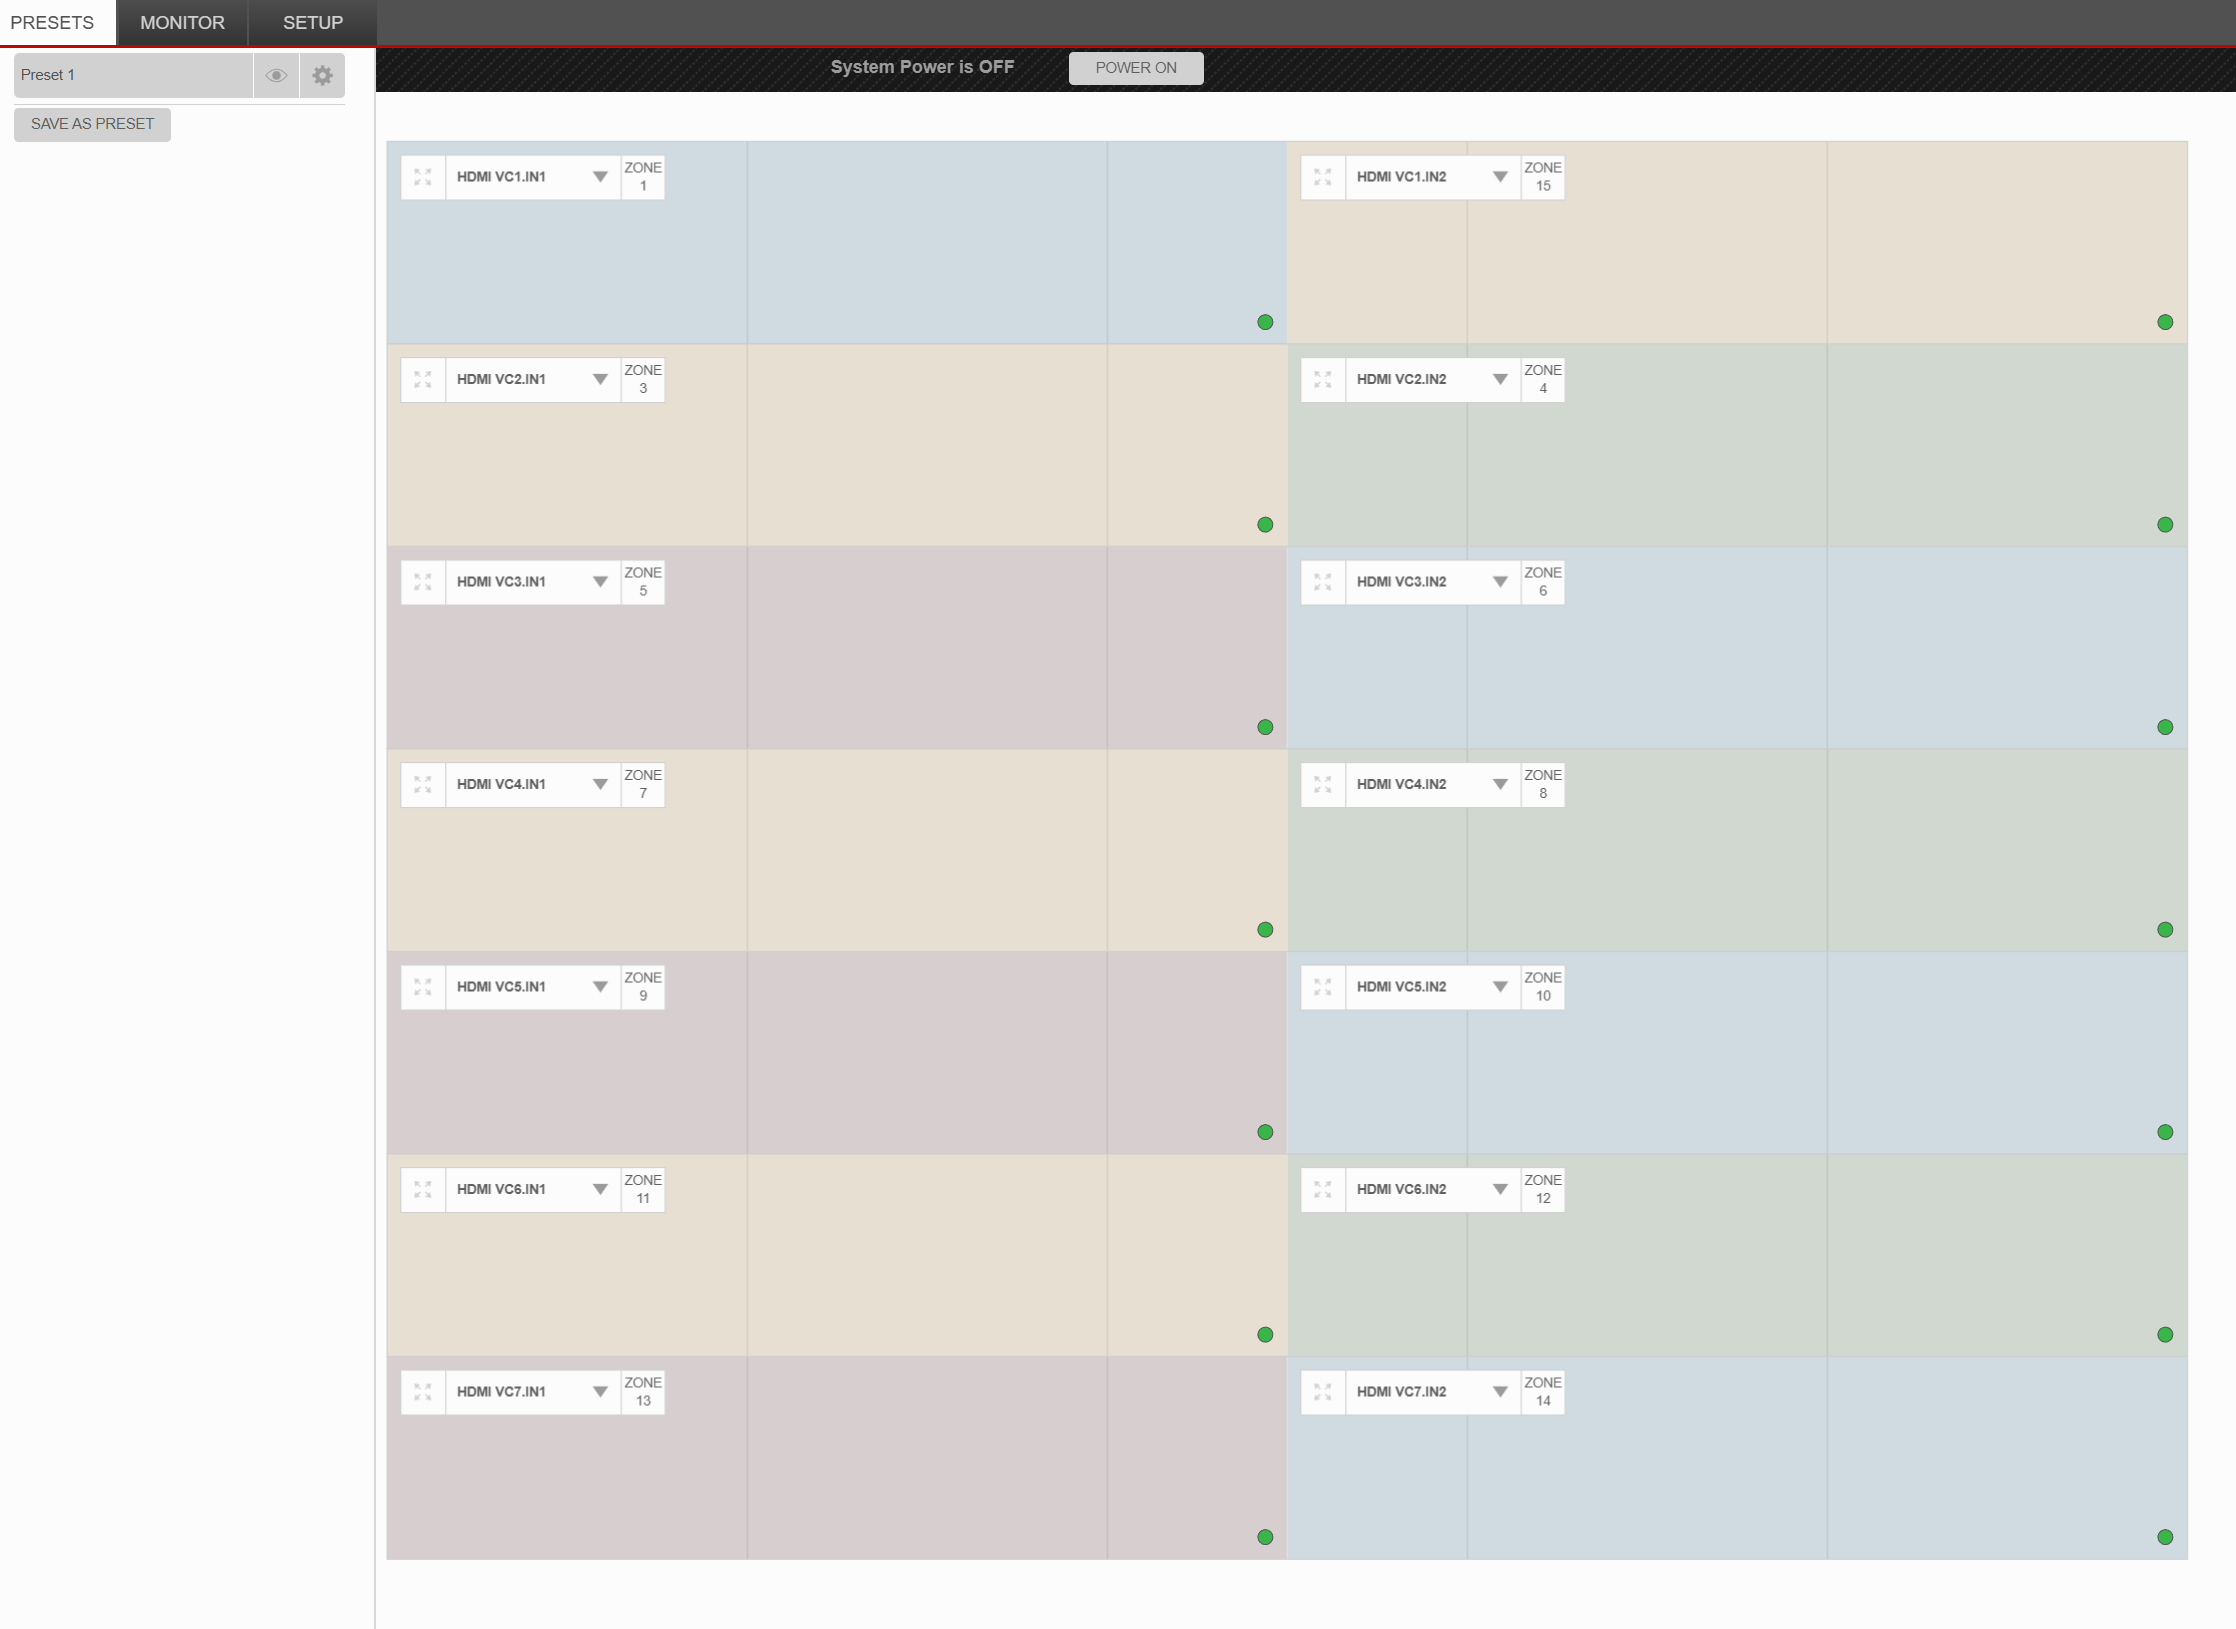 PRESETS
MONITOR
SETUP
Preset 1
SAVE AS PRESET
System Power is OFF
POWER ON
HDMI VC1.IN1
ZONE
1
HDMI VC1.IN2
ZONE
15
HDMI VC2.IN1
ZONE
3
HDMI VC2.IN2
ZONE
4
HDMI VC3.IN1
ZONE
5
HDMI VC3.IN2
ZONE
6
HDMI VC4.IN1
ZONE
7
HDMI VC4.IN2
ZONE
8
HDMI VC5.IN1
ZONE
9
HDMI VC5.IN2
ZONE
10
HDMI VC6.IN1
ZONE
11
HDMI VC6.IN2
ZONE
12
HDMI VC7.IN1
ZONE
13
HDMI VC7.IN2
ZONE
14